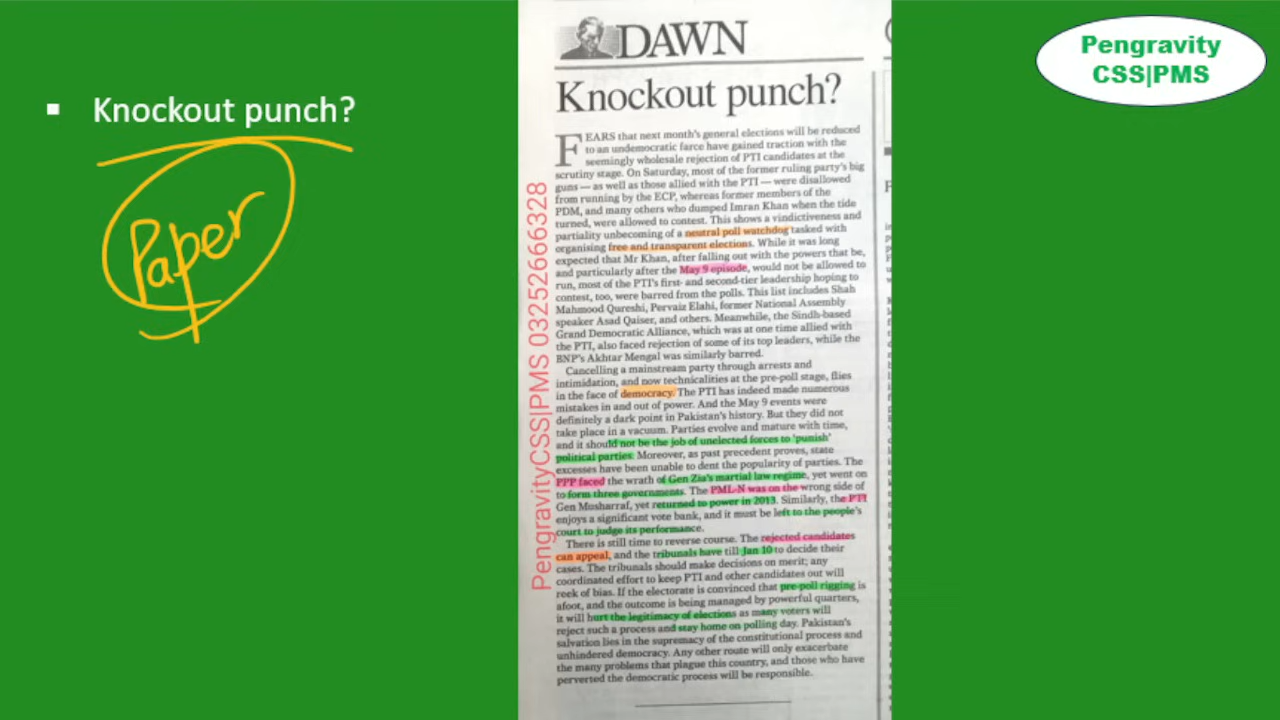 Knockout punch?
Paper
Pengravity
CSS|PMS
PengravityCSS|PMS 03252666328
DAWN
Knockout punch?
FEARS that next month's general elections will be reduced
to an undemocratic farce have gained traction with the
seemingly wholesale rejection of PTI candidates at the
scrutiny stage. On Saturday, most of the former ruling party's big
guns — as well as those allied with the PTI — were disallowed
from running by the ECP, whereas former members of the
PDM, and many others who dumped Imran Khan when the tide
turned, were allowed to contest. This shows a vindictiveness and
partiality unbecoming of a neutral poll watchdog tasked with
organising free and transparent elections. While it was long
expected that Mr Khan, after falling out with the powers that be,
and particularly after the May 9 episode, would not be allowed to
run, most of the PTI's first- and second-tier leadership hoping to
contest, too, were barred from the polls. This list includes Shah
Mahmood Qureshi, Pervaiz Elahi, former National Assembly
speaker Asad Qaiser, and others. Meanwhile, the Sindh-based
Grand Democratic Alliance, which was at one time allied with
the PTI, also faced rejection of some of its top leaders, while the
BNP's Akhtar Mengal was similarly barred.
Cancelling a mainstream party through arrests and
intimidation, and now technicalities at the pre-poll stage, flies
in the face of democracy. The PTI has indeed made numerous
mistakes in and out of power. And the May 9 events were
definitely a dark point in Pakistan's history. But they did not
take place in a vacuum. Parties evolve and mature with time,
and it should not be the job of unelected forces to 'punish'
political parties. Moreover, as past precedent proves, state
excesses have been unable to dent the popularity of parties. The
PPP faced the wrath of Gen Zia's martial law regime, yet went on
to form three governments. The PML-N was on the wrong side of
Gen Musharraf, yet returned to power in 2013. Similarly, the PTI
enjoys a significant vote bank, and it must be left to the people's
court to judge its performance.
There is still time to reverse course. The rejected candidates
can appeal, and the tribunals have till Jan 10 to decide their
cases. The tribunals should make decisions on merit; any
coordinated effort to keep PTI and other candidates out will
reek of bias. If the electorate is convinced that pre-poll rigging is
afoot, and the outcome is being managed by powerful quarters,
it will hurt the legitimacy of elections as many voters will
reject such a process and stay home on polling day. Pakistan's
salvation lies in the supremacy of the constitutional process and
unhindered democracy. Any other route will only exacerbate
the many problems that plague this country, and those who have
perverted the democratic process will be responsible.